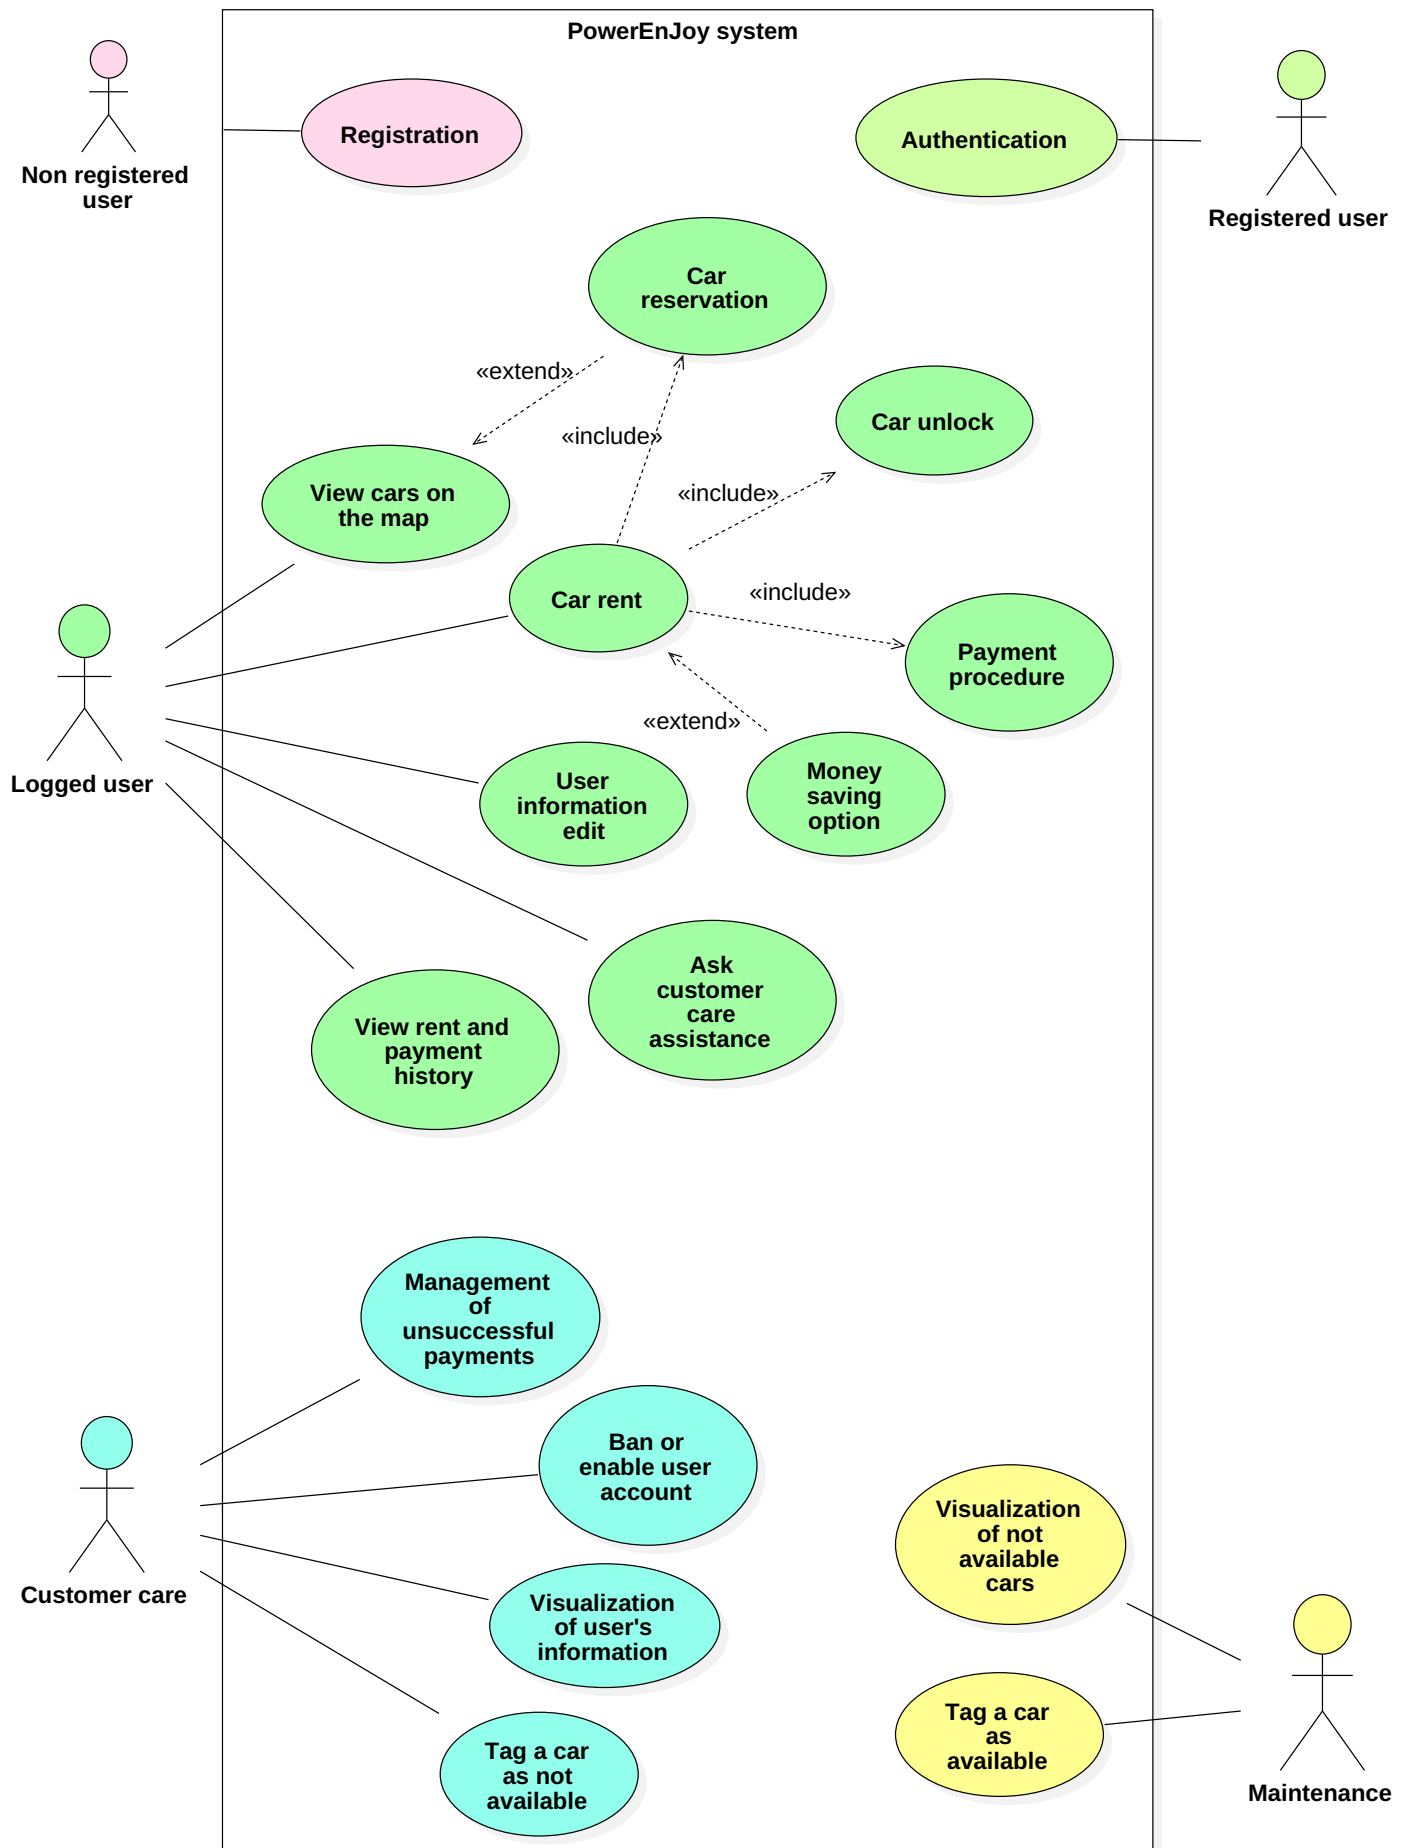 PowerEnJoy system
Non registered
user
Registration
Authentication
Registered user
Car
reservation
«extend»
«include»
Car unlock
View cars on
the map
«include»
Car rent
«include»
Payment
procedure
Logged user
«extend»
User
information
edit
Money
saving
option
Ask
customer
care
assistance
View rent and
payment
history
Management
of
unsuccessful
payments
Ban or
enable user
account
Customer care
Visualization
of not
available
cars
Visualization
of user's
information
Tag a car
as
available
Tag a car
as not
available
Maintenance